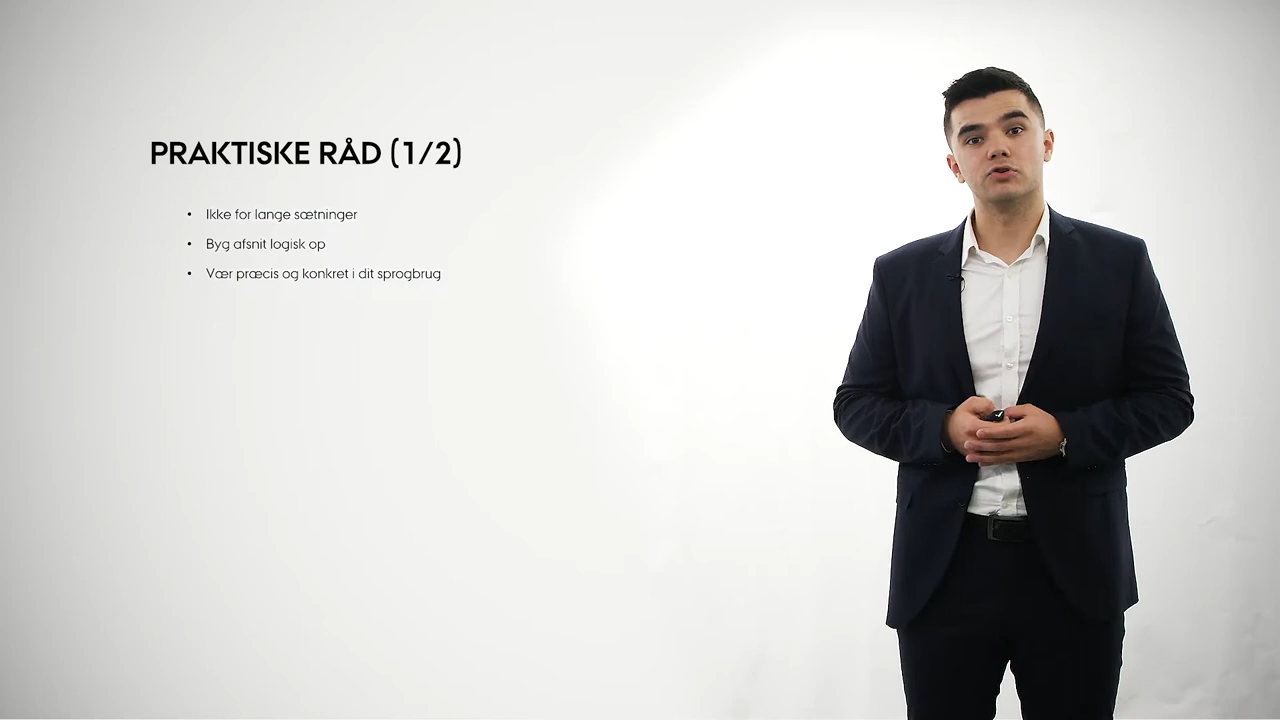 PRAKTISKE RÅD (1/2)
• Ikke for lange sætninger
• Byg afsnit logisk op
• Vær præcis og konkret i dit sprogbrug